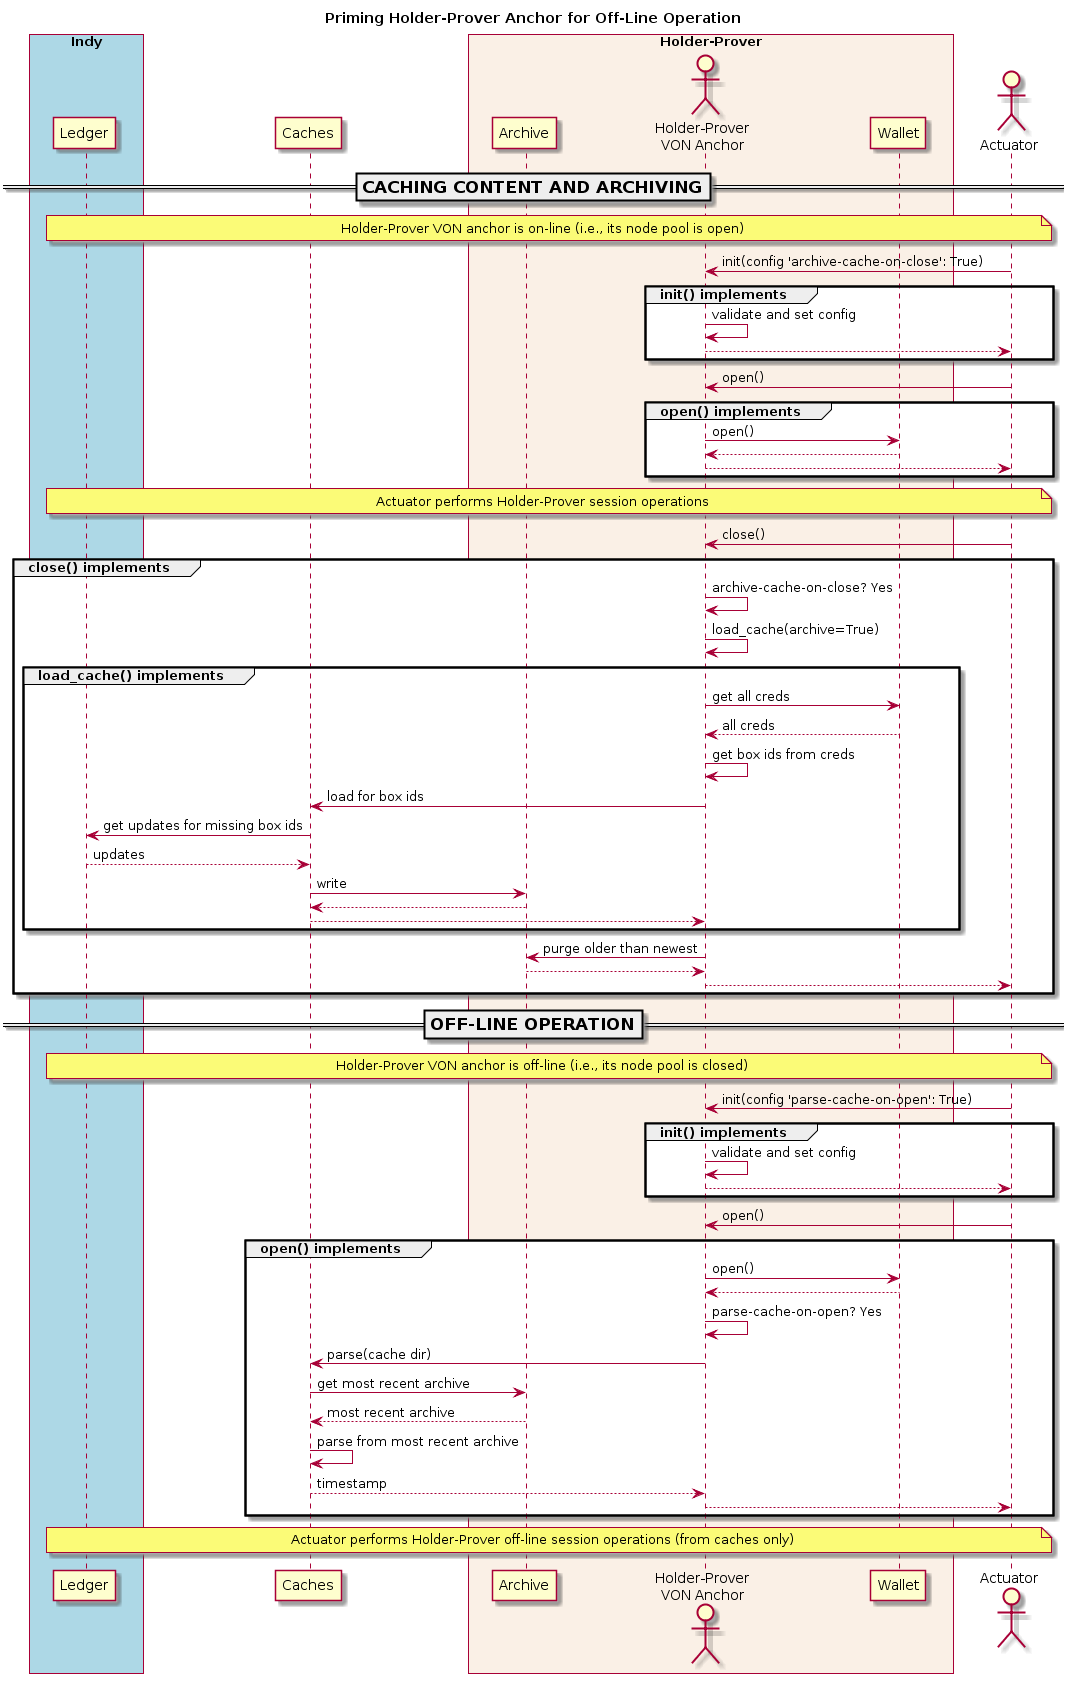 Priming Holder-Prover Anchor for Off-Line Operation
Indy
Holder-Prover
Ledger
Caches
Archive
Holder-Prover
VON Anchor
Wallet
Actuator
CACHING CONTENT AND ARCHIVING
Holder-Prover VON anchor is on-line (i.e., its node pool is open)
init(config 'archive-cache-on-close': True)
init() implements
validate and set config
open()
open() implements
open()
Actuator performs Holder-Prover session operations
close()
close() implements
archive-cache-on-close? Yes
load_cache(archive=True)
load_cache() implements
get all creds
all creds
get box ids from creds
load for box ids
get updates for missing box ids
updates
write
purge older than newest
OFF-LINE OPERATION
Holder-Prover VON anchor is off-line (i.e., its node pool is closed)
init(config 'parse-cache-on-open': True)
init() implements
validate and set config
open()
open() implements
open()
parse-cache-on-open? Yes
parse(cache dir)
get most recent archive
most recent archive
parse from most recent archive
timestamp
Actuator performs Holder-Prover off-line session operations (from caches only)
Ledger
Caches
Archive
Holder-Prover
VON Anchor
Wallet
Actuator